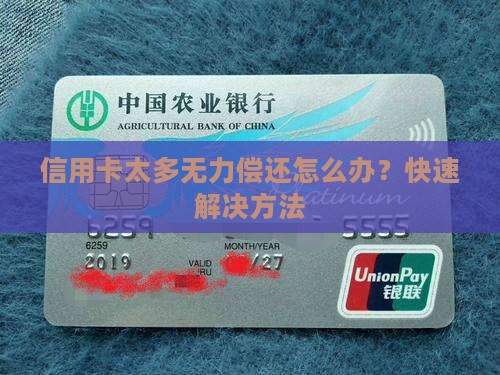 中国农业银行
AGRICULTURAL BANK OF CHINA
信用卡太多无力偿还怎么办？快速
解决方法
Platinum
6259 5555
6259
MONTH/YEAR
2019
VALID
THRU
/27
UnionPay
银联